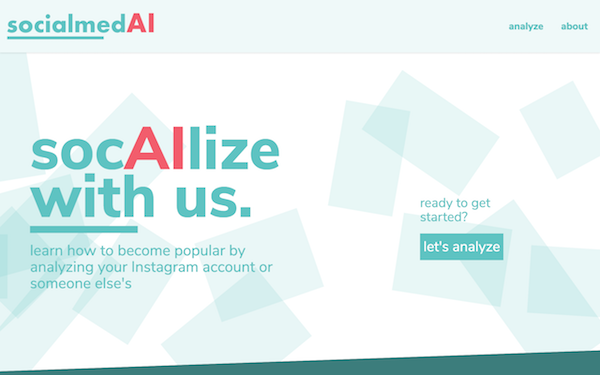 socialmedAI
analyze about
socAIlize
with us.
learn how to become popular by
analyzing your Instagram account or
someone else's
ready to get
started?
let's analyze